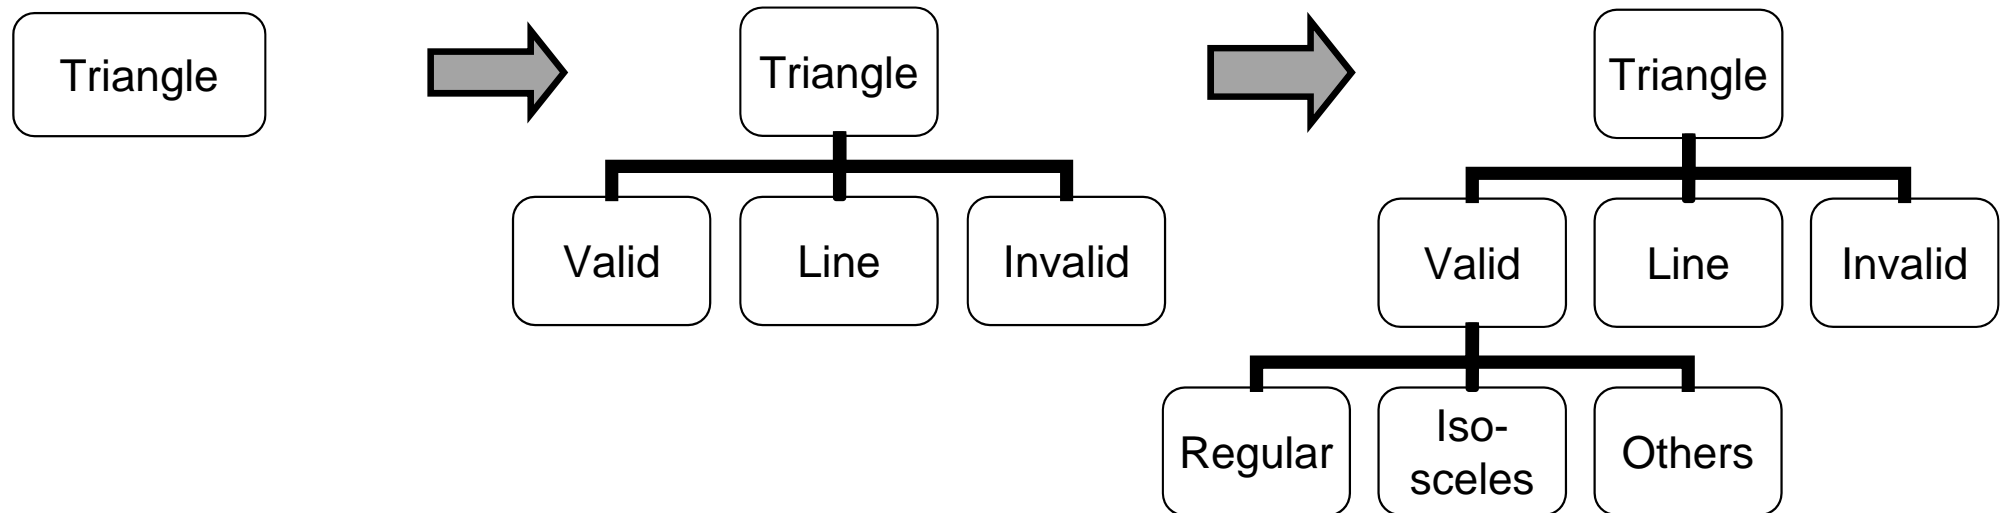 Triangle
Triangle
Valid
Line
Invalid
Triangle
Valid
Line
Invalid
Regular
Iso-
sceles
Others